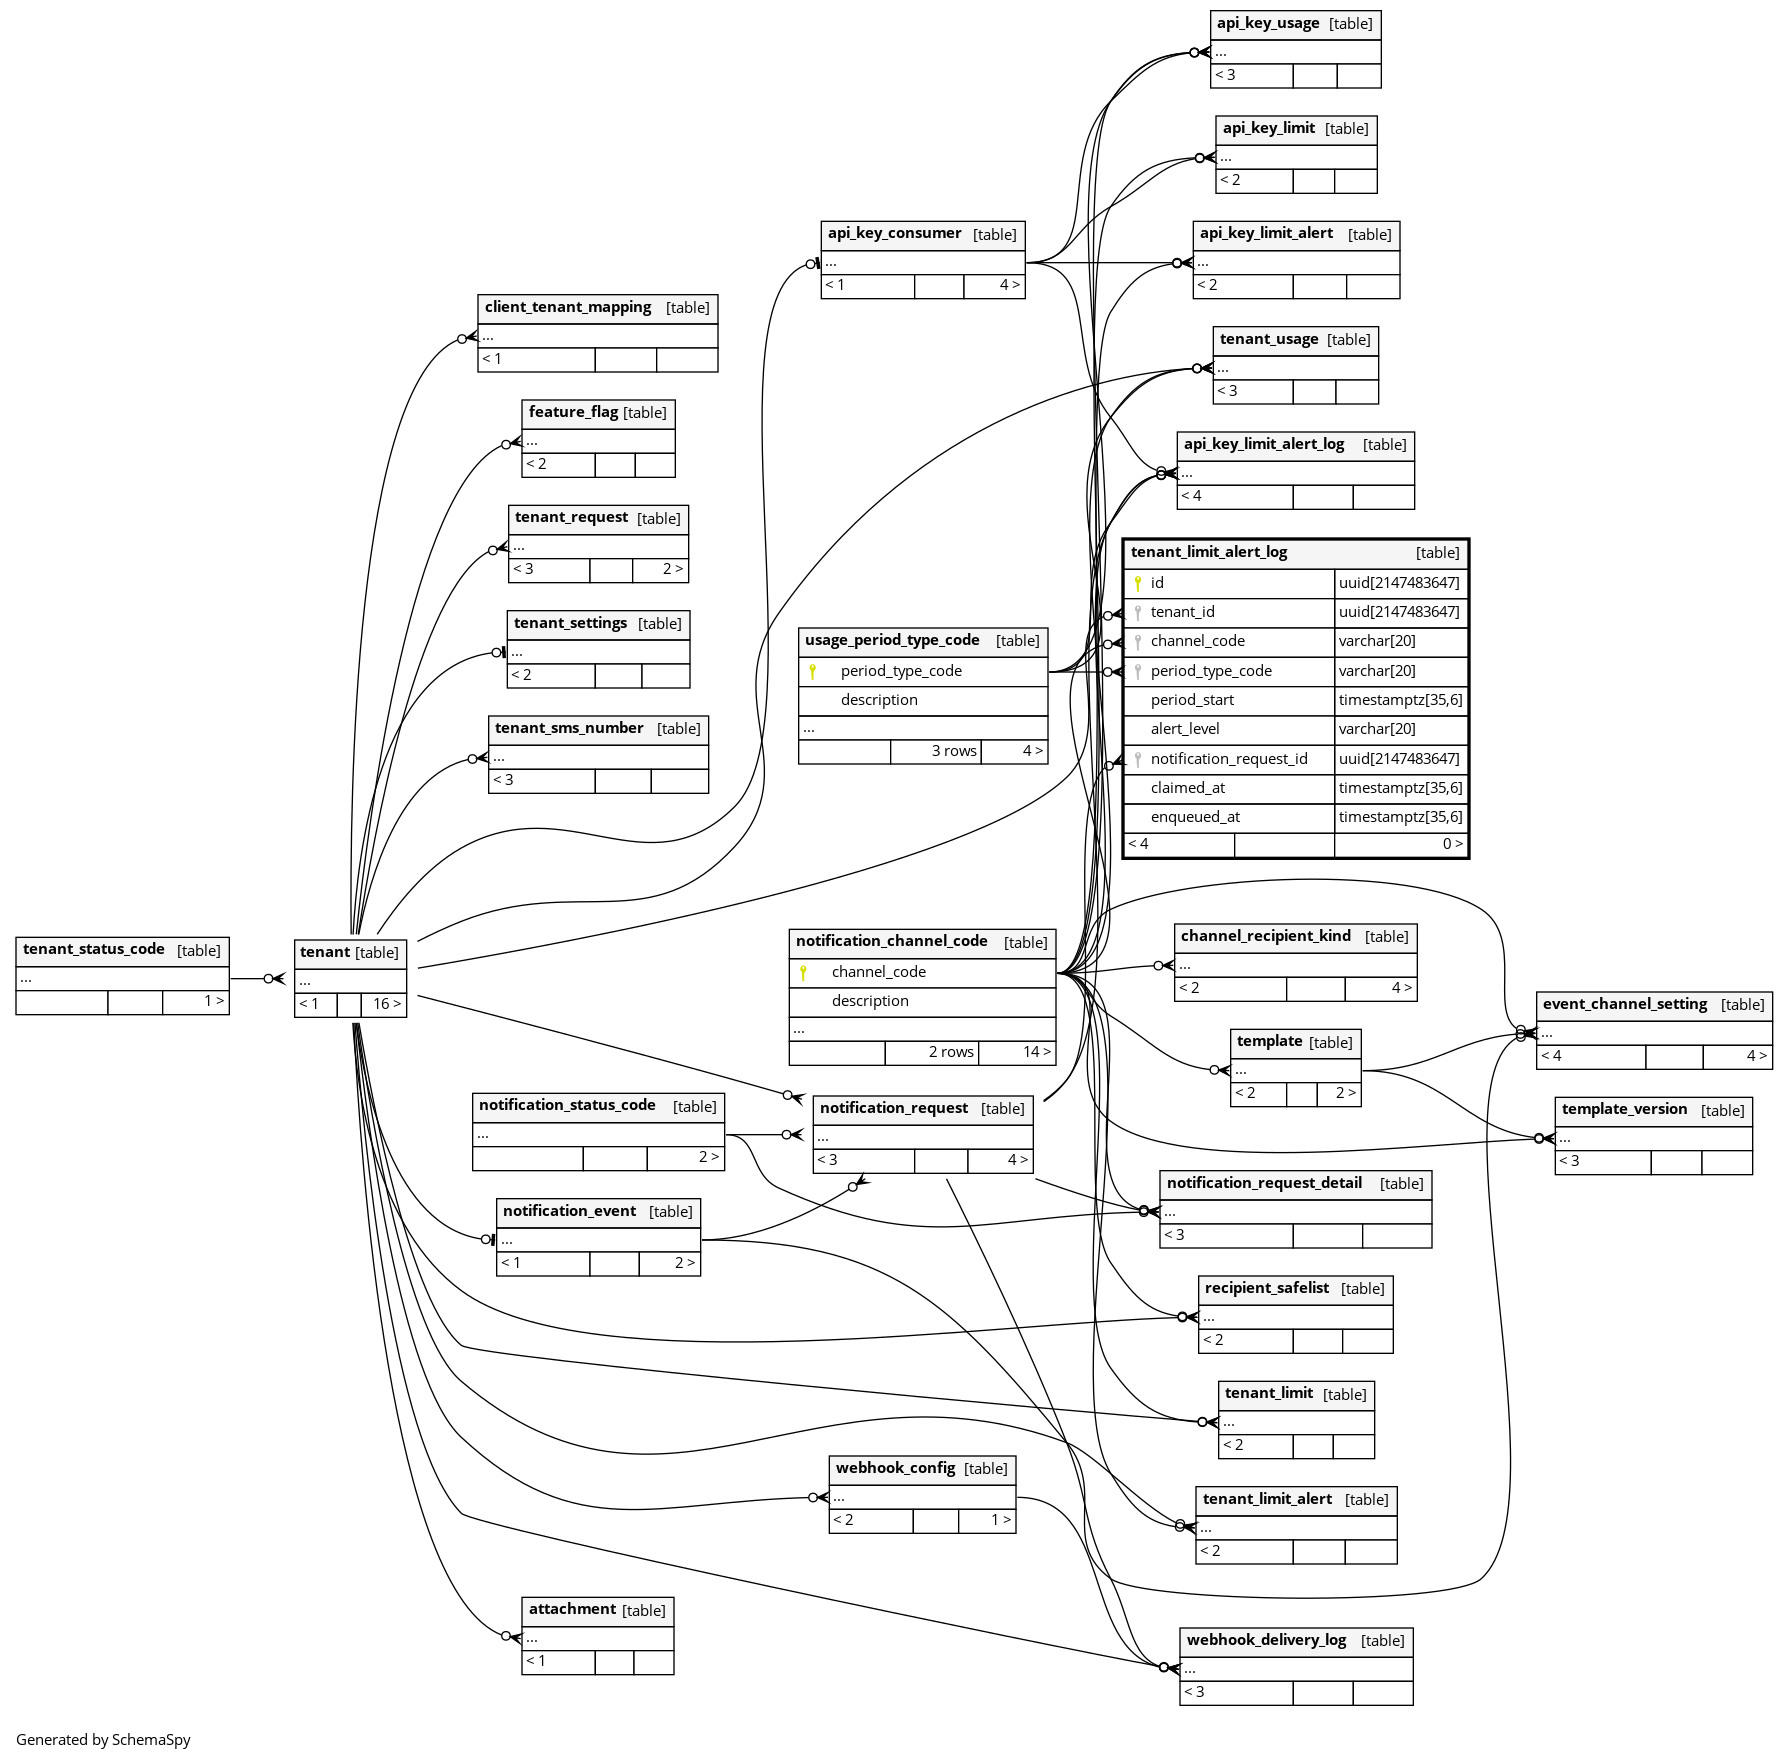 api_key_usage [table]
...
< 3
api_key_limit [table]
...
< 2
api_key_consumer [table]
...
< 1 4 >
api_key_limit_alert [table]
...
< 2
client_tenant_mapping [table]
...
< 1
tenant_usage [table]
...
< 3
feature_flag [table]
...
< 2
api_key_limit_alert_log [table]
...
< 4
tenant_request [table]
...
< 3 2 >
tenant_limit_alert_log [table]
id uuid[2147483647]
tenant_id uuid[2147483647]
channel_code varchar[20]
period_type_code varchar[20]
period_start timestamptz[35,6]
alert_level varchar[20]
notification_request_id uuid[2147483647]
claimed_at timestamptz[35,6]
enqueued_at timestamptz[35,6]
< 4 0 >
tenant_settings [table]
...
< 2
usage_period_type_code [table]
period_type_code
description
...
3 rows 4 >
tenant_sms_number [table]
...
< 3
tenant_status_code [table]
...
1 >
tenant [table]
...
< 1 16 >
notification_channel_code [table]
channel_code
description
...
2 rows 14 >
channel_recipient_kind [table]
...
< 2 4 >
event_channel_setting [table]
...
< 4 4 >
template [table]
...
< 2 2 >
notification_status_code [table]
...
2 >
notification_request [table]
...
< 3 4 >
template_version [table]
...
< 3
notification_request_detail [table]
...
< 3
notification_event [table]
...
< 1 2 >
recipient_safelist [table]
...
< 2
tenant_limit [table]
...
< 2
webhook_config [table]
...
< 2 1 >
tenant_limit_alert [table]
...
< 2
attachment [table]
...
< 1
webhook_delivery_log [table]
...
< 3
Generated by SchemaSpy